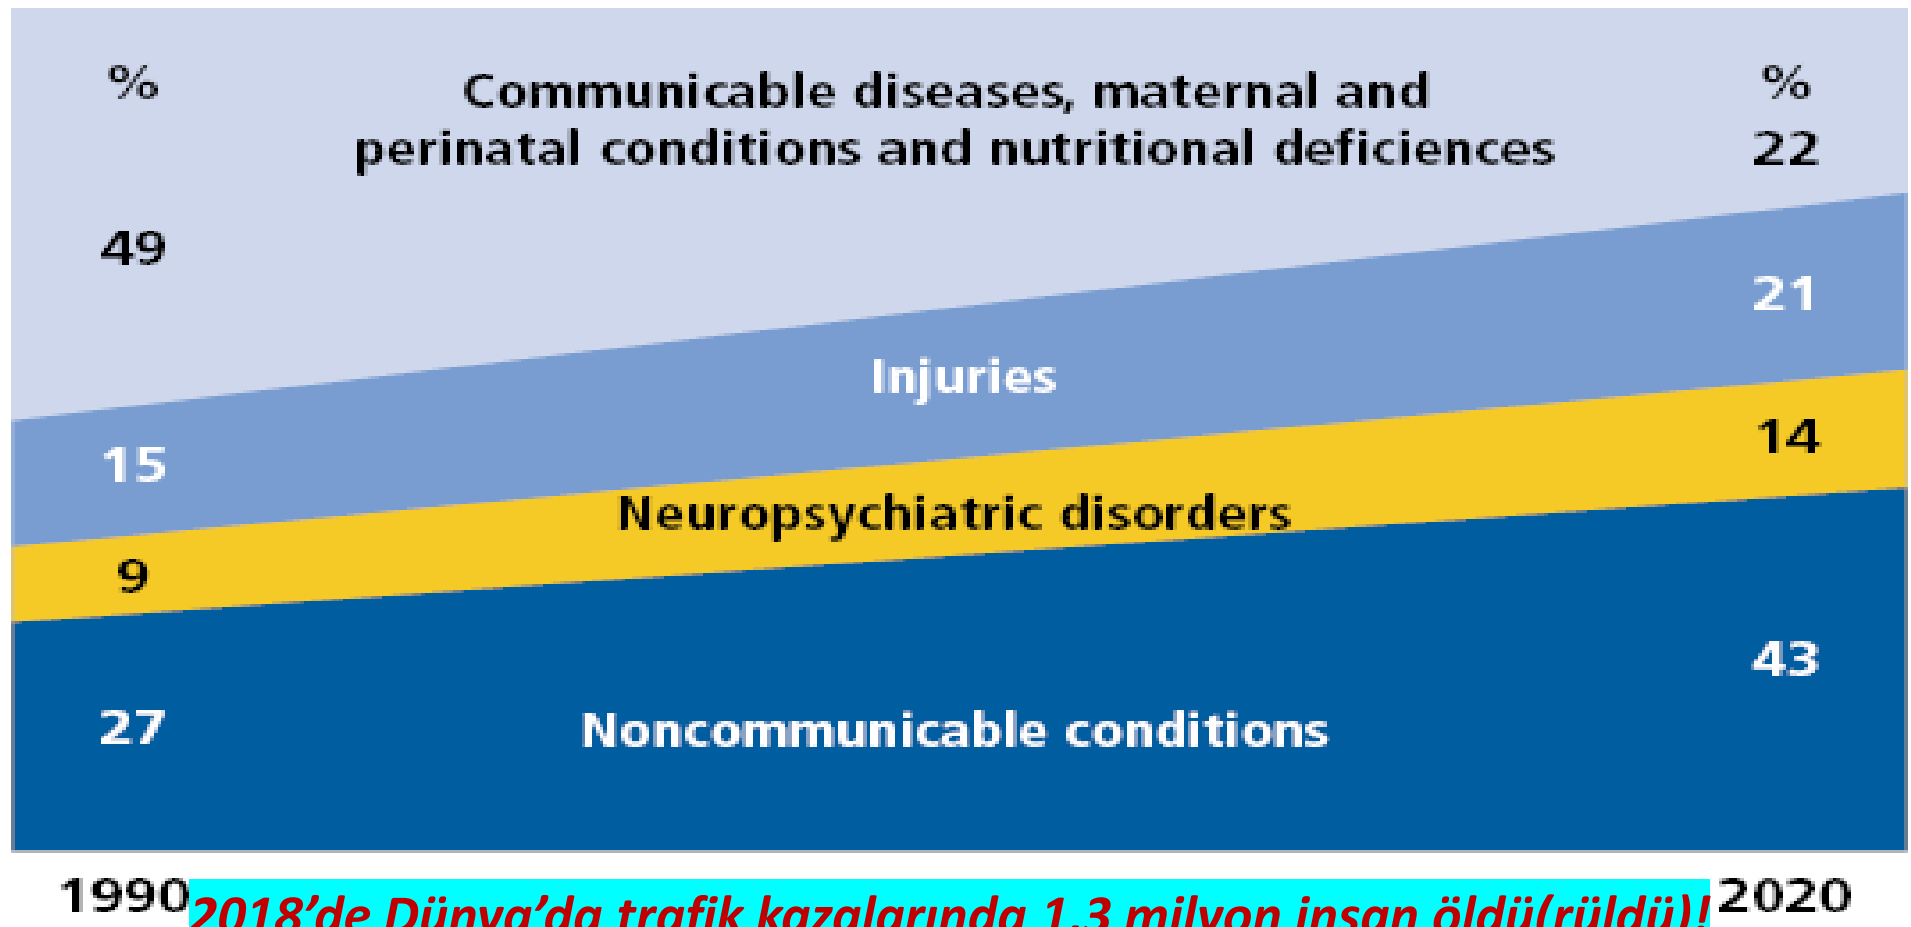 %
%
Communicable diseases, maternal and
perinatal conditions and nutritional deficiences
22
49
21
Injuries
15
14
Neuropsychiatric disorders
9
43
27
Noncommunicable conditions
1990
2018’de Dünya’da trafik kazalarında 1.3 milyon insan öldü(rüldü)!
2020